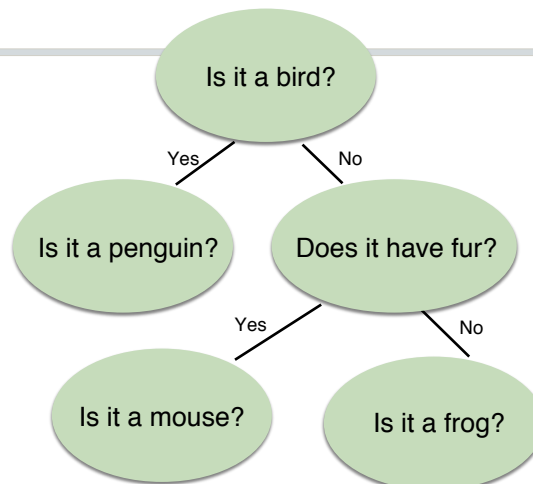 Is it a bird?
Yes
No
Is it a penguin?
Does it have fur?
Yes
No
Is it a mouse?
Is it a frog?